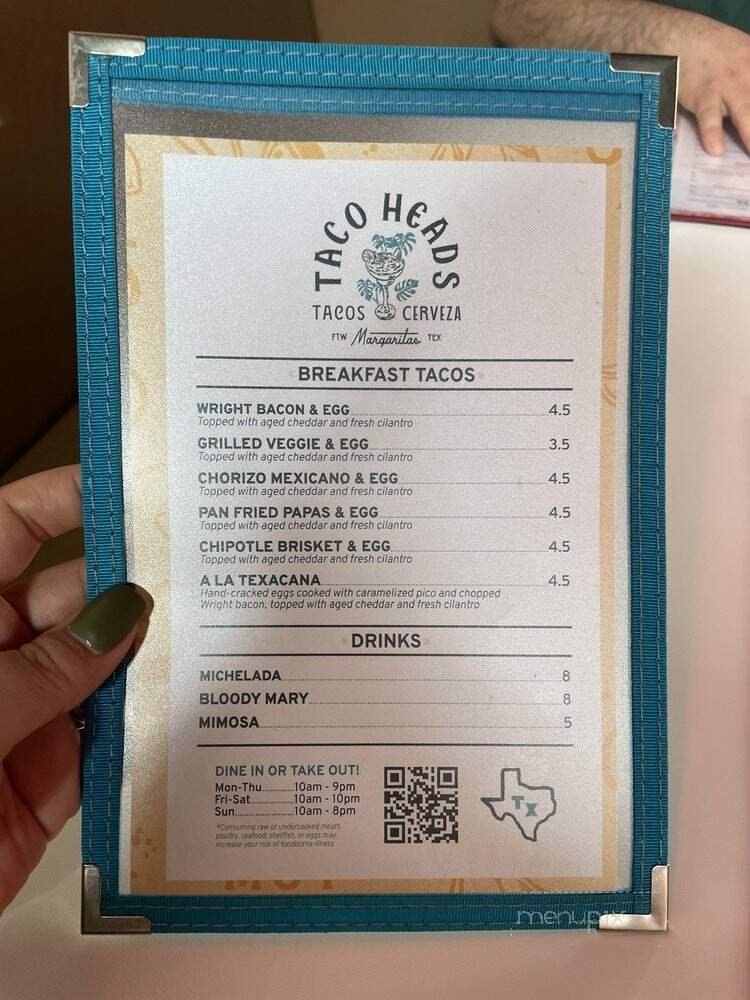 TACO HEADS
TACOS CERVEZA
FTW Margaritas TEX
BREAKFAST TACOS
WRIGHT BACON & EGG 4.5
Topped with aged cheddar and fresh cilantro
GRILLED VEGGIE & EGG 3.5
Topped with aged cheddar and fresh cilantro
CHORIZO MEXICANO & EGG 4.5
Topped with aged cheddar and fresh cilantro
PAN FRIED PAPAS & EGG 4.5
Topped with aged cheddar and fresh cilantro
CHIPOTLE BRISKET & EGG 4.5
Topped with aged cheddar and fresh cilantro
A LA TEXACANA 4.5
Hand-cracked eggs cooked with caramelized pico and chopped
Wright bacon, topped with aged cheddar and fresh cilantro
DRINKS
MICHELADA 8
BLOODY MARY 8
MIMOSA 5
DINE IN OR TAKE OUT!
Mon-Thu 10am - 9pm
Fri-Sat 10am - 10pm
Sun 10am - 8pm
*Consuming raw or undercooked meats
poultry, seafood, shellfish, or eggs may
increase your risk of foodborne illness
TX
menupix